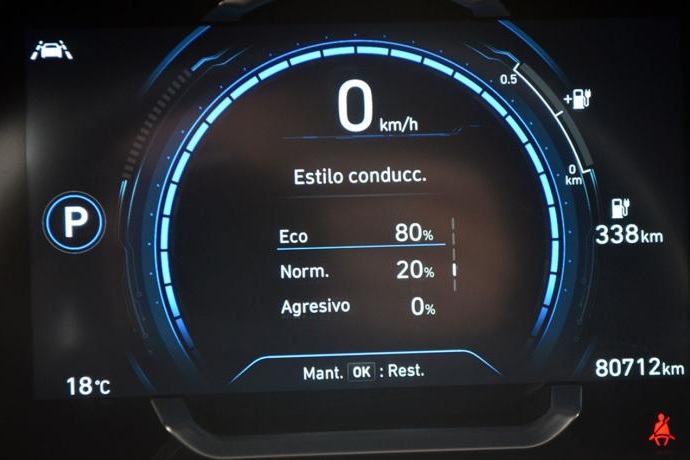 0 km/h
0.5
+
0
km
Estilo conducc.
P
Eco 80%
Norm. 20%
Agresivo 0%
338km
Mant. OK : Rest.
18°C
80712km